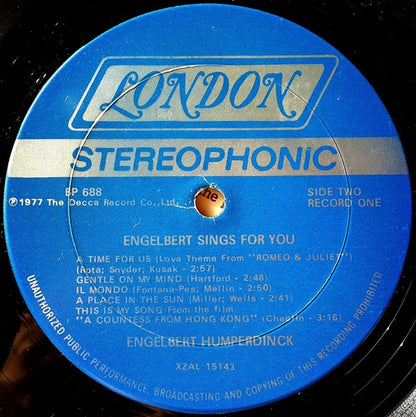 LONDON
STEREOPHONIC
BP 688
℗ 1977 The Decca Record Co., Ltd.
SIDE TWO
RECORD ONE
ENGELBERT SINGS FOR YOU
A TIME FOR US (Love Theme From "ROMEO & JULIET")
(Rota; Snyder; Kusak - 2:57)
GENTLE ON MY MIND (Hartford - 2:48)
IL MONDO (Fontana-Pes; Mellin - 2:50)
A PLACE IN THE SUN (Miller; Wells - 2:41)
THIS IS MY SONG From the film
"A COUNTESS FROM HONG KONG" (Chaplin - 3:16)
ENGELBERT HUMPERDINCK
XZAL 15143
UNAUTHORIZED PUBLIC PERFORMANCE, BROADCASTING AND COPYING OF THIS RECORDING PROHIBITED